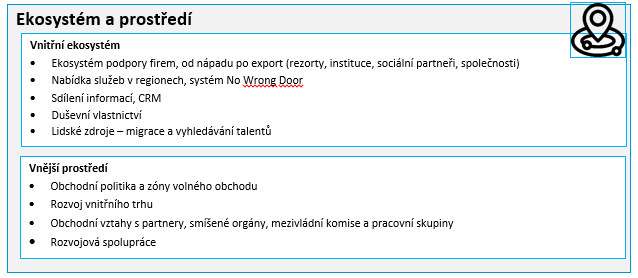 Ekosystém a prostředí
Vnitřní ekosystém
• Ekosystém podpory firem, od nápadu po export (rezorty, instituce, sociální partneři, společnosti)
• Nabídka služeb v regionech, systém No Wrong Door
• Sdílení informací, CRM
• Duševní vlastnictví
• Lidské zdroje – migrace a vyhledávání talentů
Vnější prostředí
• Obchodní politika a zóny volného obchodu
• Rozvoj vnitřního trhu
• Obchodní vztahy s partnery, smíšené orgány, mezivládní komise a pracovní skupiny
• Rozvojová spolupráce